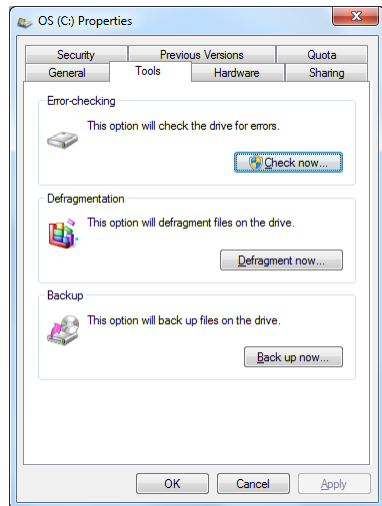 OS (C:) Properties
Security Previous Versions Quota
General Tools Hardware Sharing
Error-checking
This option will check the drive for errors.
Check now...
Defragmentation
This option will defragment files on the drive.
Defragment now...
Backup
This option will back up files on the drive.
Back up now...
OK Cancel Apply